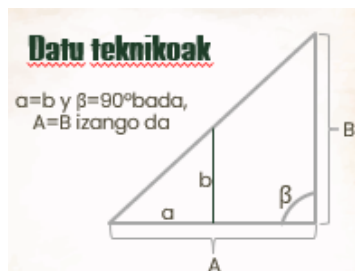 Datu teknikoak
a=b y β=90ºbada,
A=B izango da
b
B
β
a
A